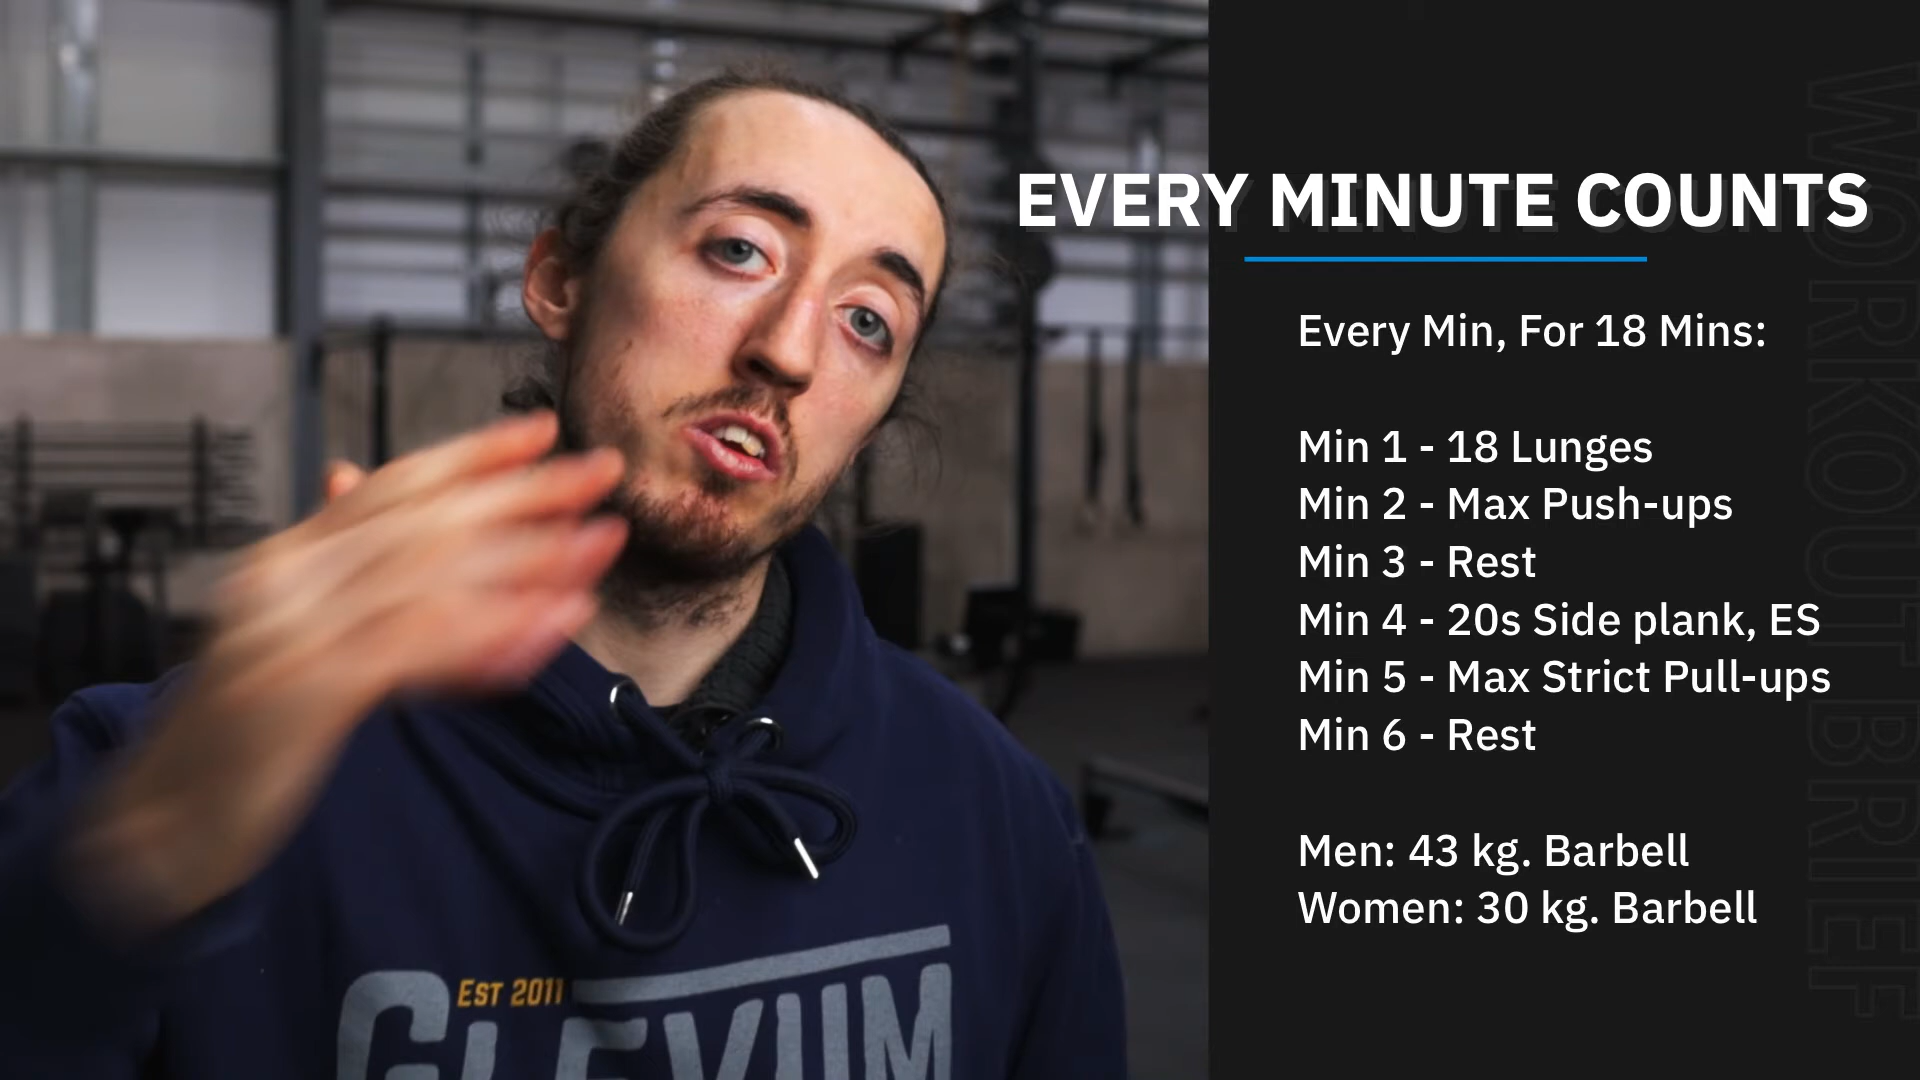 EVERY MINUTE COUNTS
Every Min, For 18 Mins:
Min 1 - 18 Lunges
Min 2 - Max Push-ups
Min 3 - Rest
Min 4 - 20s Side plank, ES
Min 5 - Max Strict Pull-ups
Min 6 - Rest
Men: 43 kg. Barbell
Women: 30 kg. Barbell
WORKOUT BRIEF
EST 2011
CLEVUM